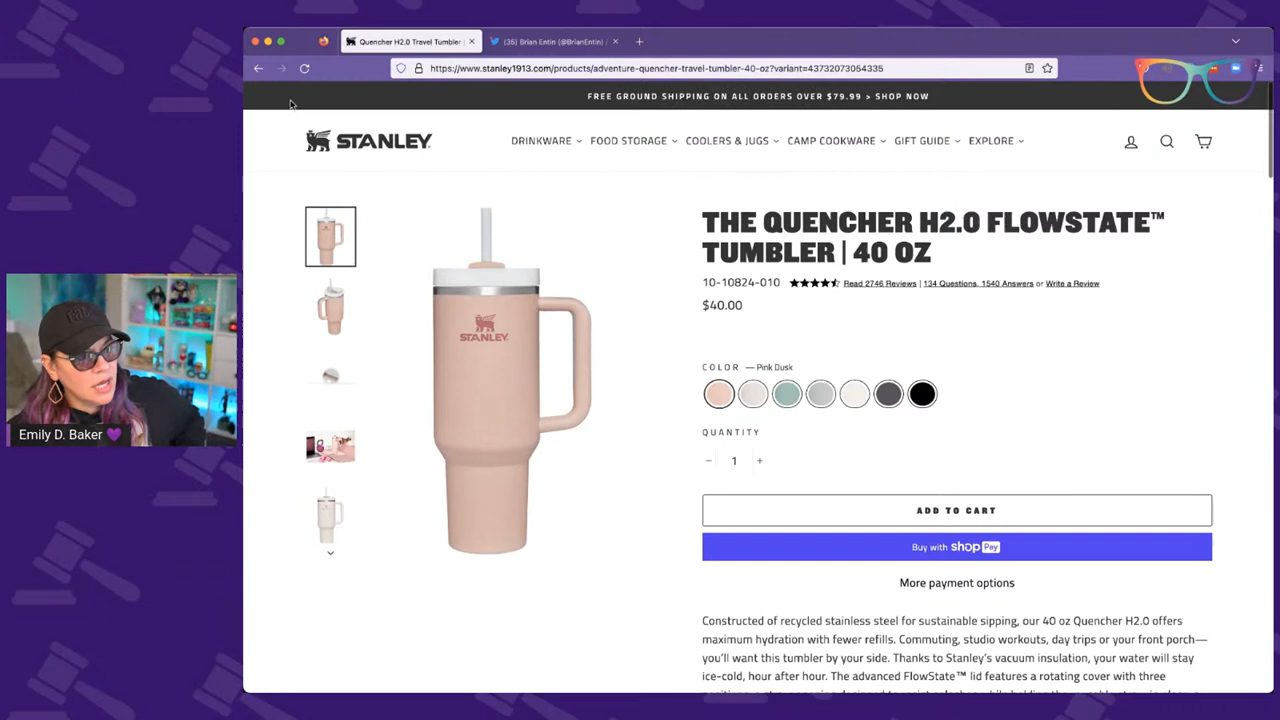 Quencher H2.0 Travel Tumbler
(35) Brian Entin (@BrianEntin) /
https://www.stanley1913.com/products/adventure-quencher-travel-tumbler-40-oz?variant=43732073054335
FREE GROUND SHIPPING ON ALL ORDERS OVER $79.99 > SHOP NOW
STANLEY
DRINKWARE FOOD STORAGE COOLERS & JUGS CAMP COOKWARE GIFT GUIDE EXPLORE
THE QUENCHER H2.0 FLOWSTATE™
TUMBLER | 40 OZ
10-10824-010 Read 2746 Reviews | 134 Questions, 1540 Answers or Write a Review
$40.00
STANLEY
COLOR — Pink Dusk
QUANTITY
− 1 +
Emily D. Baker 💜
ADD TO CART
Buy with shop Pay
More payment options
Constructed of recycled stainless steel for sustainable sipping, our 40 oz Quencher H2.0 offers
maximum hydration with fewer refills. Commuting, studio workouts, day trips or your front porch—
you'll want this tumbler by your side. Thanks to Stanley's vacuum insulation, your water will stay
ice-cold, hour after hour. The advanced FlowState™ lid features a rotating cover with three